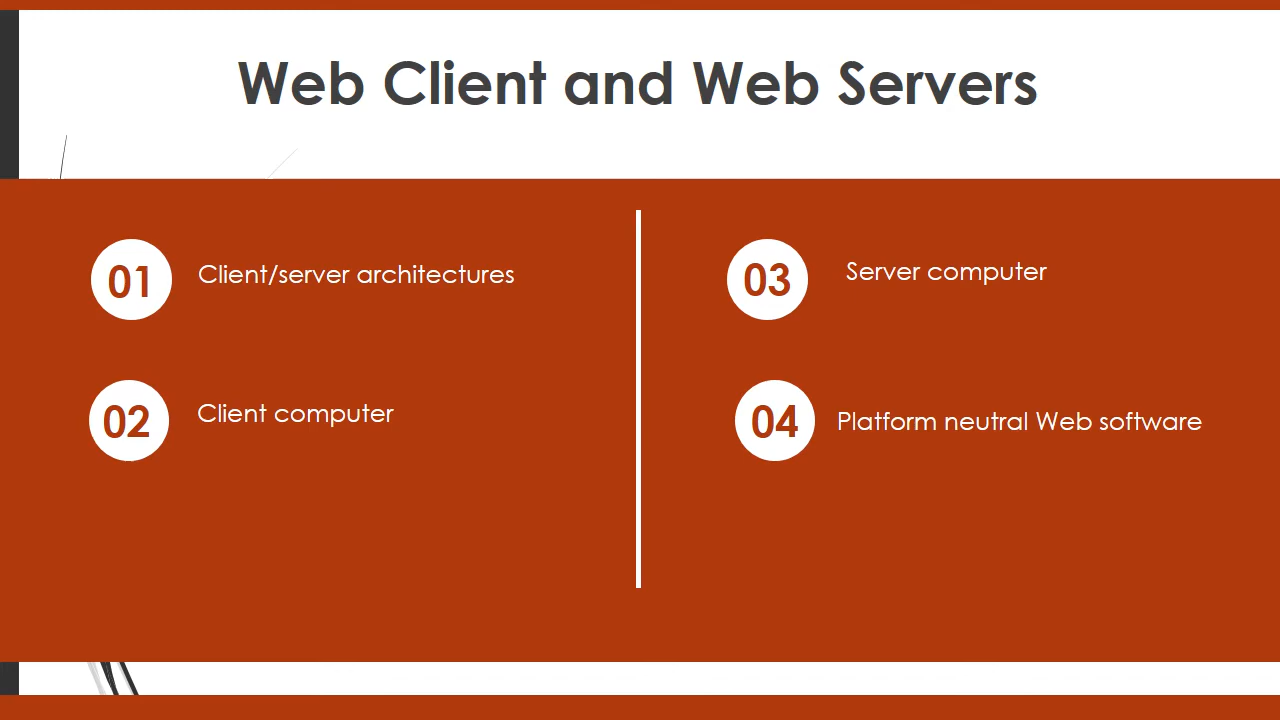 Web Client and Web Servers
01 Client/server architectures
02 Client computer
03 Server computer
04 Platform neutral Web software